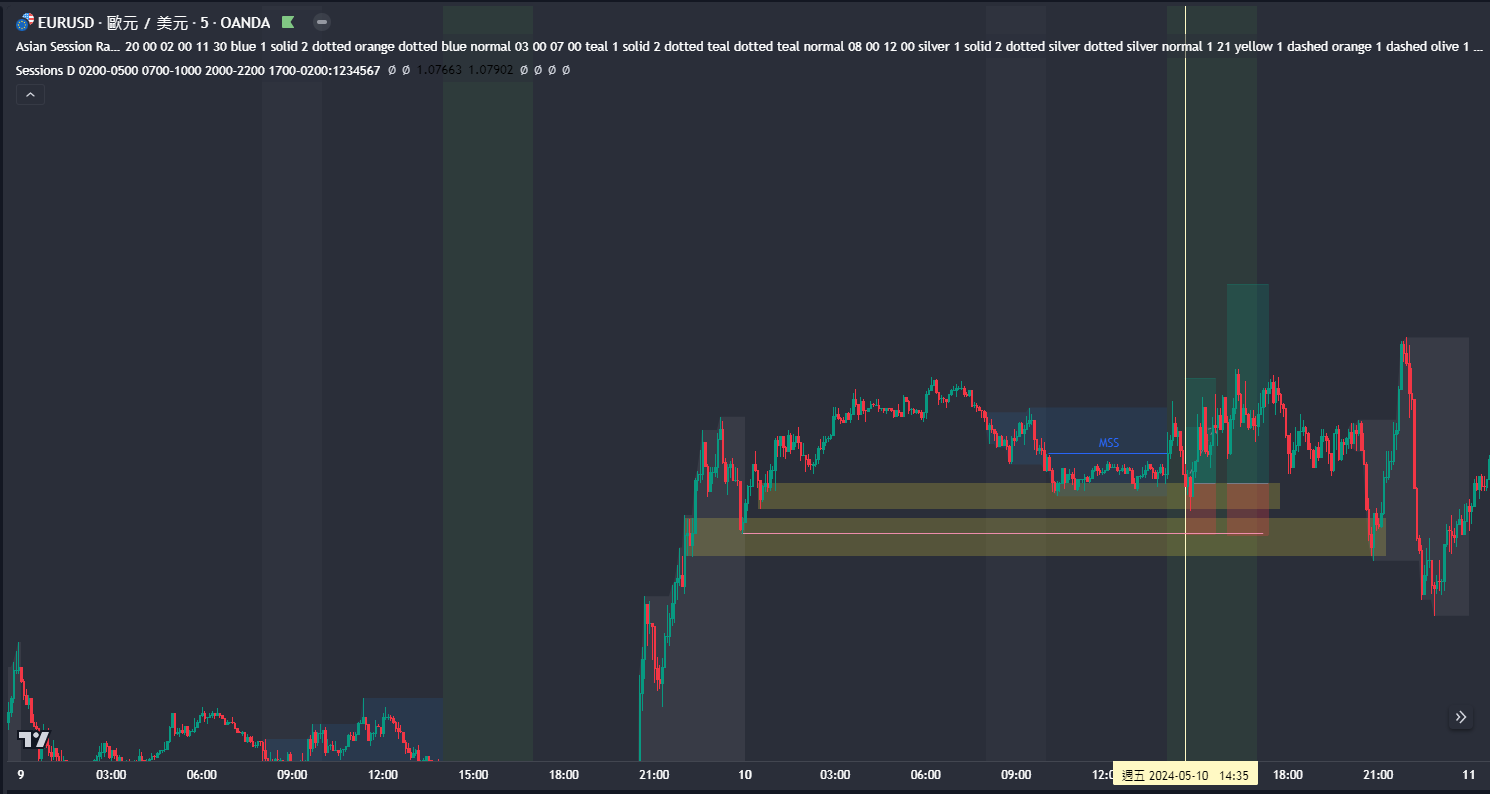 EURUSD · 歐元 / 美元 · 5 · OANDA
Asian Session Ra... 20 00 02 00 11 30 blue 1 solid 2 dotted orange dotted blue normal 03 00 07 00 teal 1 solid 2 dotted teal dotted teal normal 08 00 12 00 silver 1 solid 2 dotted silver dotted silver normal 1 21 yellow 1 dashed orange 1 dashed olive 1 ...
Sessions D 0200-0500 0700-1000 2000-2200 1700-0200:1234567 Ø Ø 1.07663 1.07902 Ø Ø Ø Ø
MSS
9 03:00 06:00 09:00 12:00 15:00 18:00 21:00 10 03:00 06:00 09:00 週五 2024-05-10 14:35 18:00 21:00 11